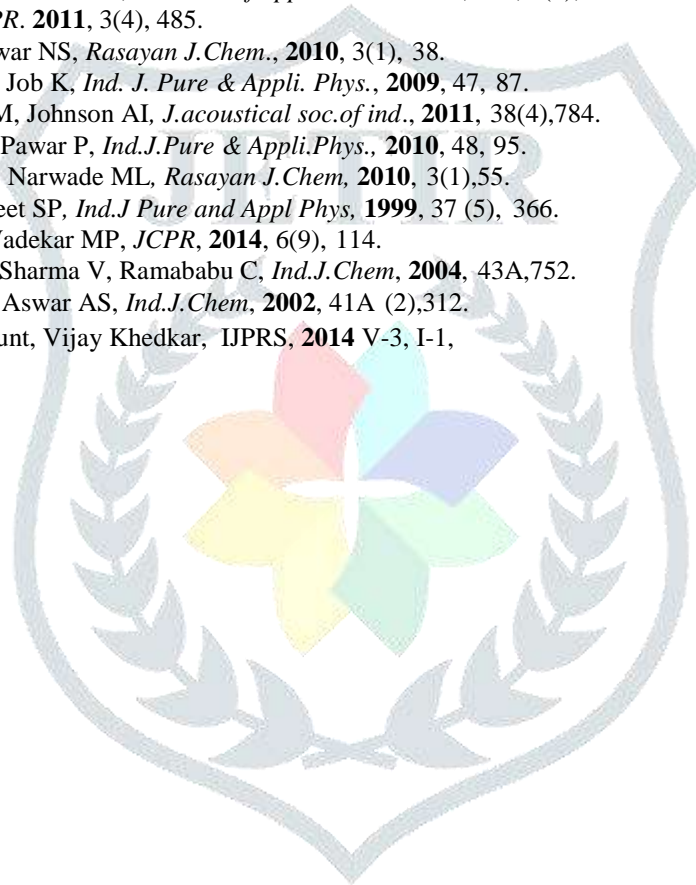 PR. 2011, 3(4), 485.
war NS, Rasayan J.Chem., 2010, 3(1), 38.
Job K, Ind. J. Pure & Appli. Phys., 2009, 47, 87.
M, Johnson AI, J.acoustical soc.of ind., 2011, 38(4),784.
Pawar P, Ind.J.Pure & Appli.Phys., 2010, 48, 95.
Narwade ML, Rasayan J.Chem, 2010, 3(1),55.
eet SP, Ind.J Pure and Appl Phys, 1999, 37 (5), 366.
Wadekar MP, JCPR, 2014, 6(9), 114.
Sharma V, Ramababu C, Ind.J.Chem, 2004, 43A,752.
Aswar AS, Ind.J.Chem, 2002, 41A (2),312.
unt, Vijay Khedkar, IJPRS, 2014 V-3, I-1,
JETIR